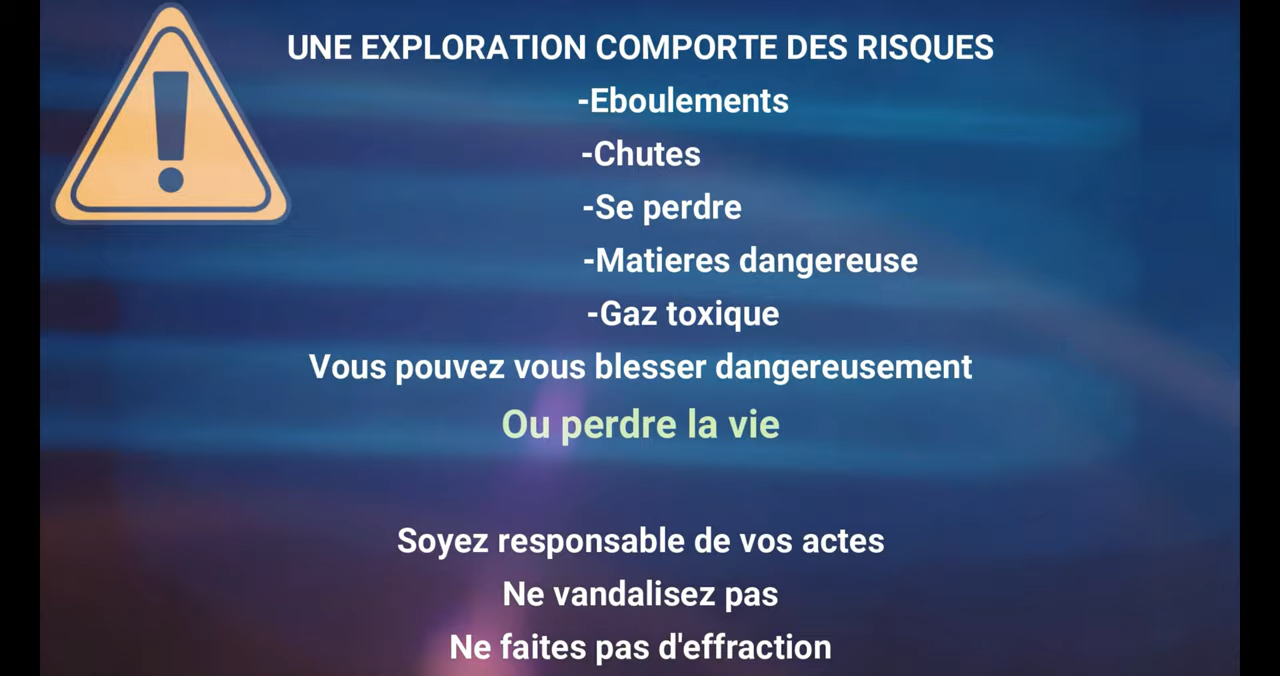 UNE EXPLORATION COMPORTE DES RISQUES
-Eboulements
-Chutes
-Se perdre
-Matieres dangereuse
-Gaz toxique
Vous pouvez vous blesser dangereusement
Ou perdre la vie
Soyez responsable de vos actes
Ne vandalisez pas
Ne faites pas d'effraction